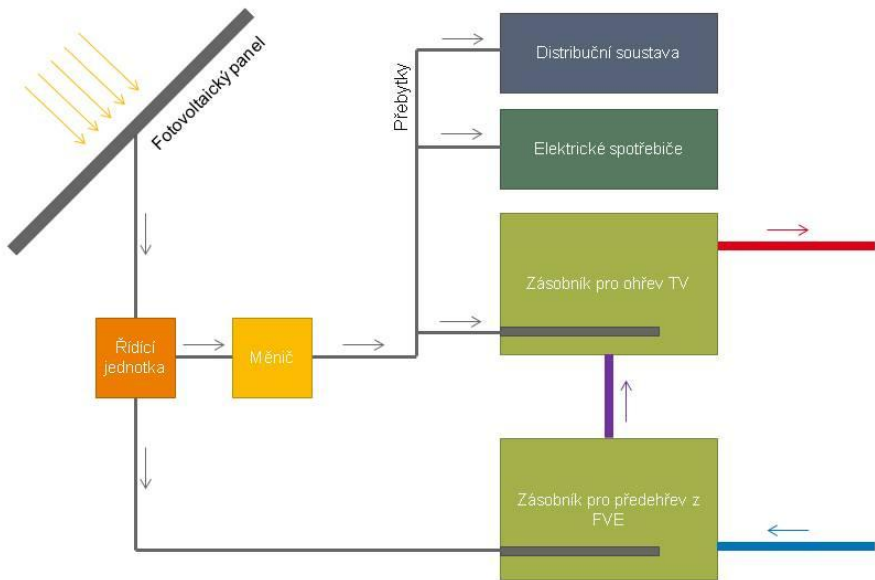 Fotovoltaický panel
Přebytky
Distribuční soustava
Elektrické spotřebiče
Zásobník pro ohřev TV
Řídící
jednotka
Měnič
Zásobník pro předehřev z
FVE